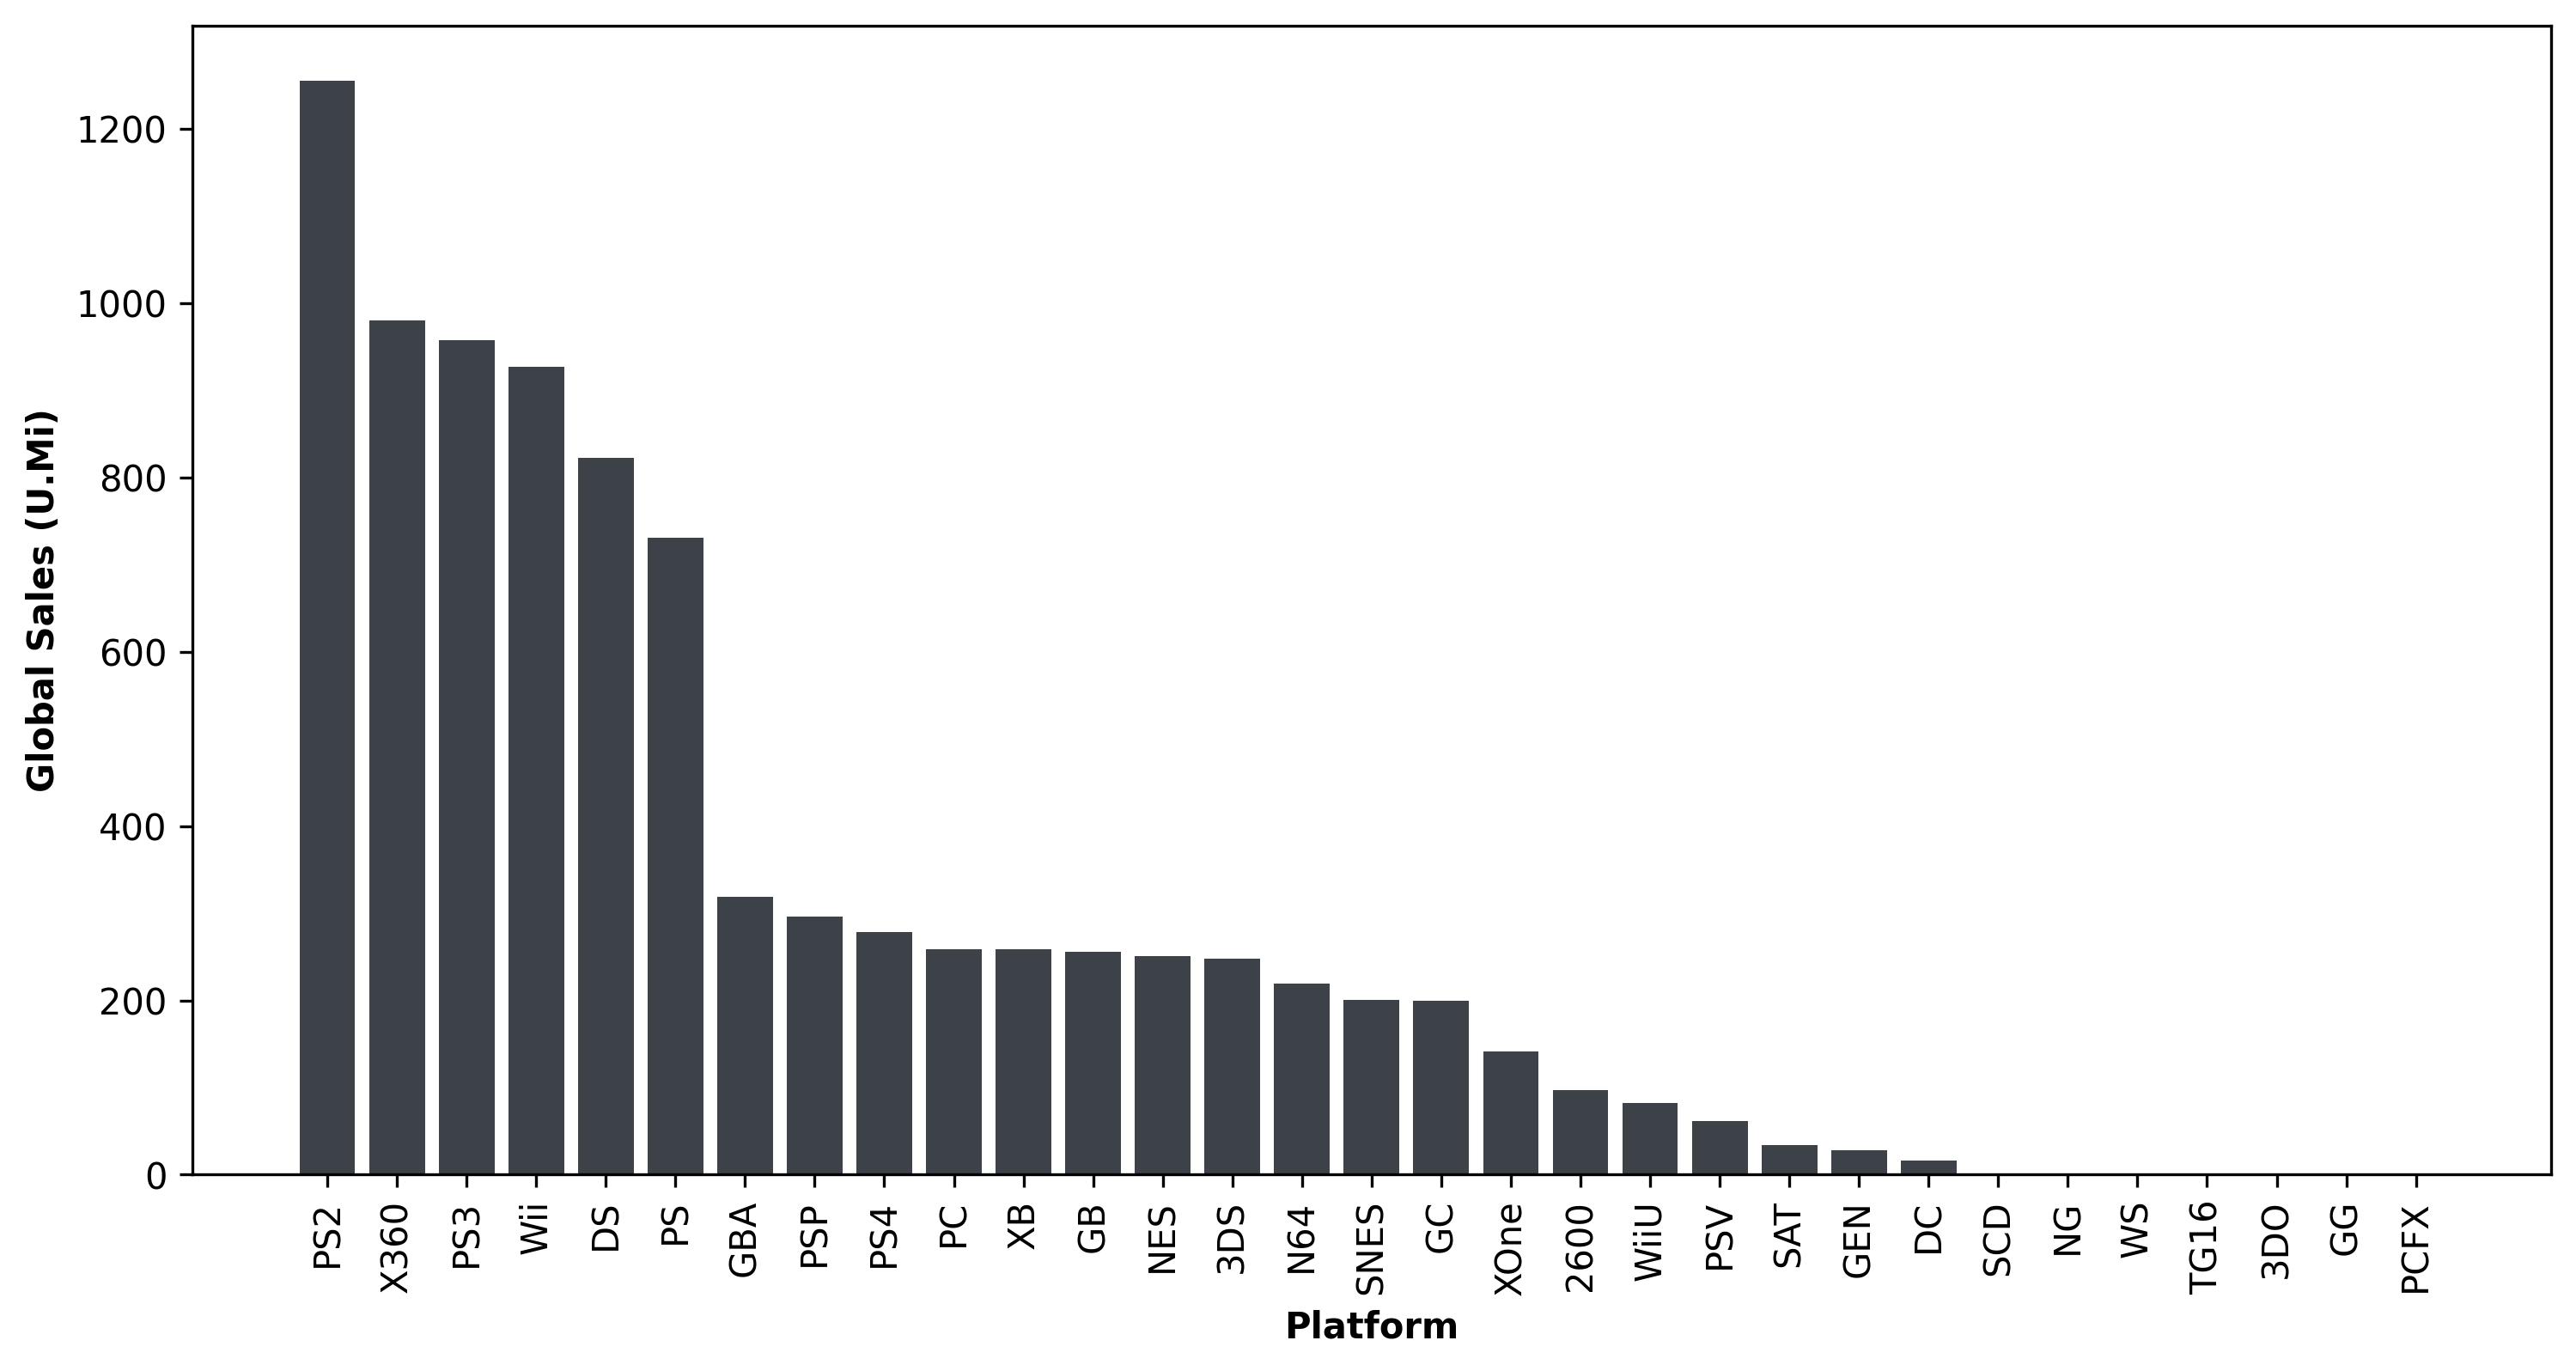 Global Sales (U.Mi)
1200
1000
800
600
400
200
0
PS2
X360
PS3
Wii
DS
PS
GBA
PSP
PS4
PC
XB
GB
NES
3DS
N64
SNES
GC
XOne
2600
WiiU
PSV
SAT
GEN
DC
SCD
NG
WS
TG16
3DO
GG
PCFX
Platform